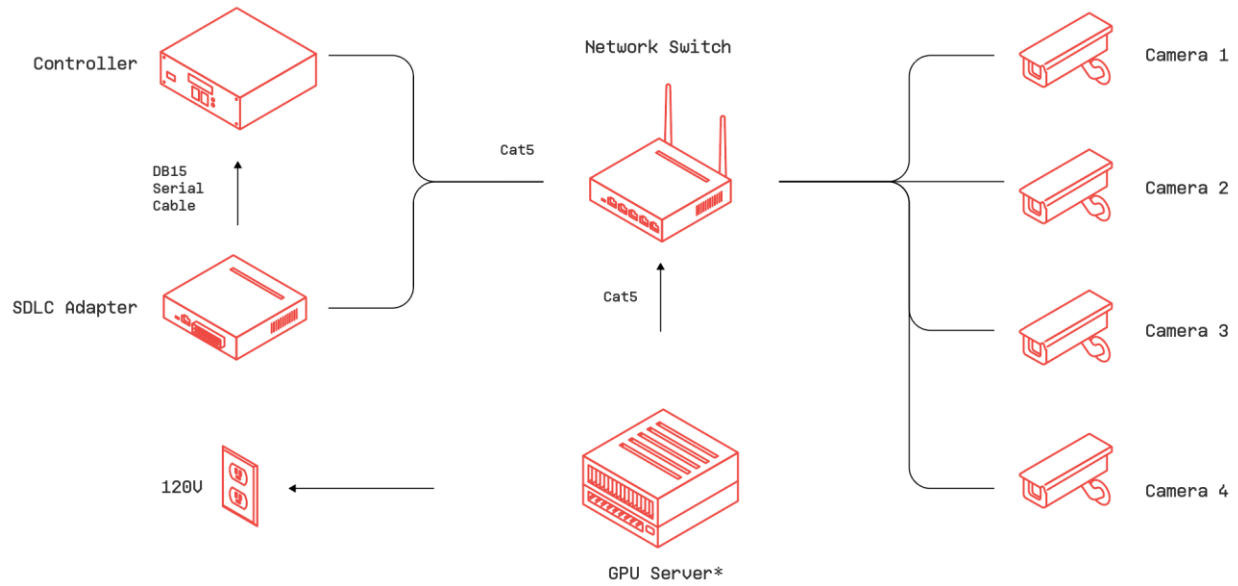 Controller
Network Switch
Camera 1
Cat5
DB15
Serial
Cable
Camera 2
SDLC Adapter
Cat5
Camera 3
120V
Camera 4
GPU Server*